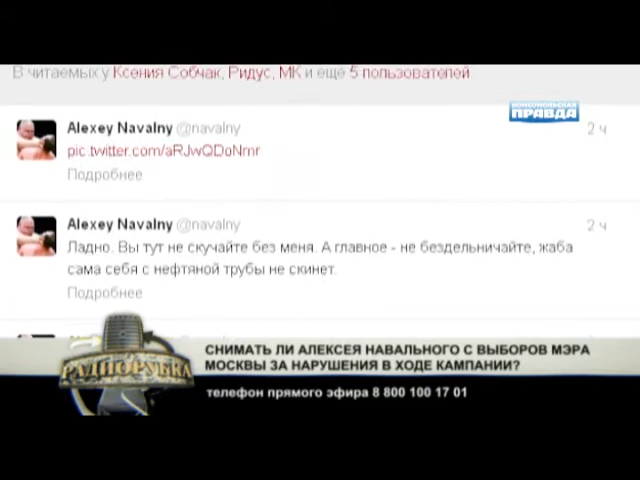 В читаемых у Ксения Собчак, Ридус, МК и еще 5 пользователей
КОМСОМОЛЬСКАЯ
ПРАВДА
Alexey Navalny @navalny 2 ч
pic.twitter.com/aRJwQDoNmr
Подробнее
Alexey Navalny @navalny 2 ч
Ладно. Вы тут не скучайте без меня. А главное - не бездельничайте, жаба
сама себя с нефтяной трубы не скинет.
Подробнее
РАДИОРУБКА
СНИМАТЬ ЛИ АЛЕКСЕЯ НАВАЛЬНОГО С ВЫБОРОВ МЭРА
МОСКВЫ ЗА НАРУШЕНИЯ В ХОДЕ КАМПАНИИ?
телефон прямого эфира 8 800 100 17 01